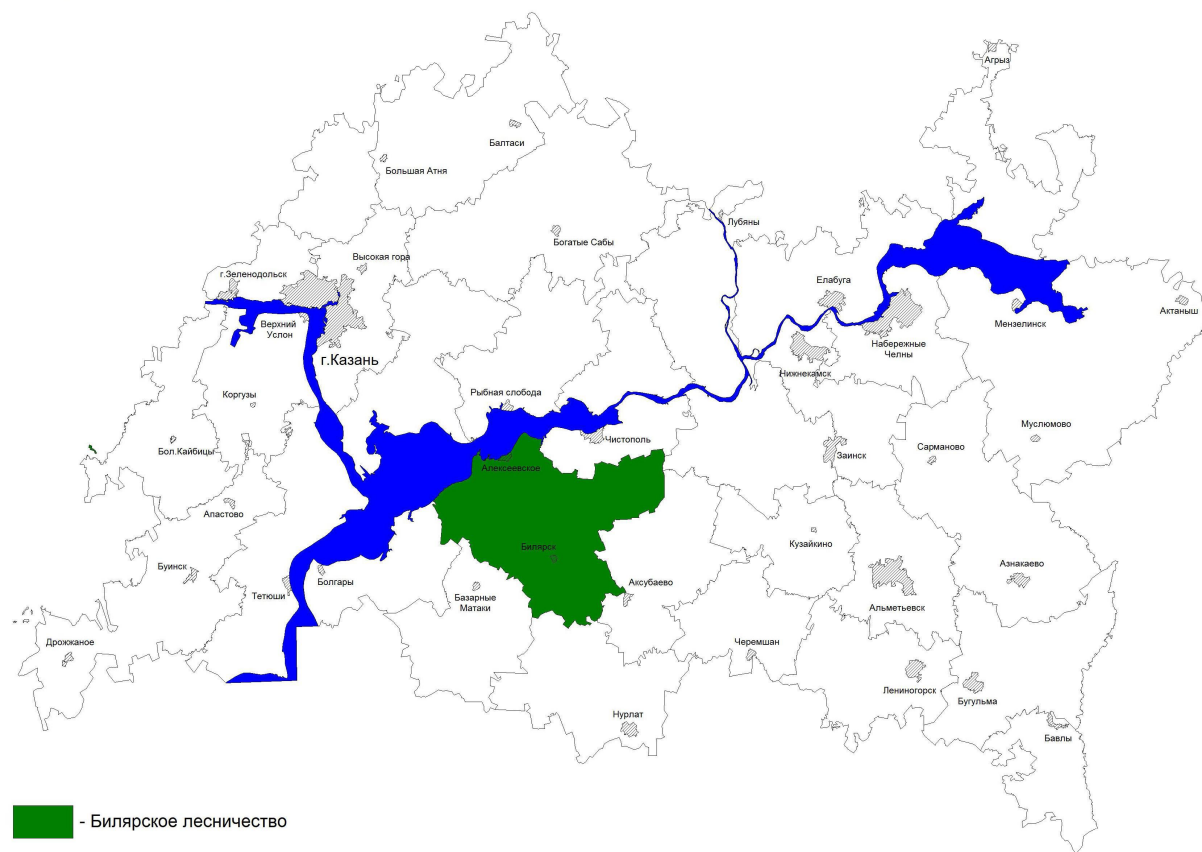 Агрыз
Балтаси
Большая Атня
Лубяны
Богатые Сабы
Высокая гора
г.Зеленодольск
Елабуга
Актаныш
Мензелинск
Верхний
Услон
Набережные
Челны
г.Казань
Нижнекамск
Коргузы
Рыбная слобода
Муслюмово
Чистополь
Бол.Кайбицы
Сарманово
Заинск
Алексеевское
Апастово
Кузайкино
Билярск
Буинск
Азнакаево
Болгары
Аксубаево
Базарные
Матаки
Тетюши
Альметьевск
Дрожжаное
Черемшан
Лениногорск
Бугульма
Нурлат
Бавлы
- Билярское лесничество